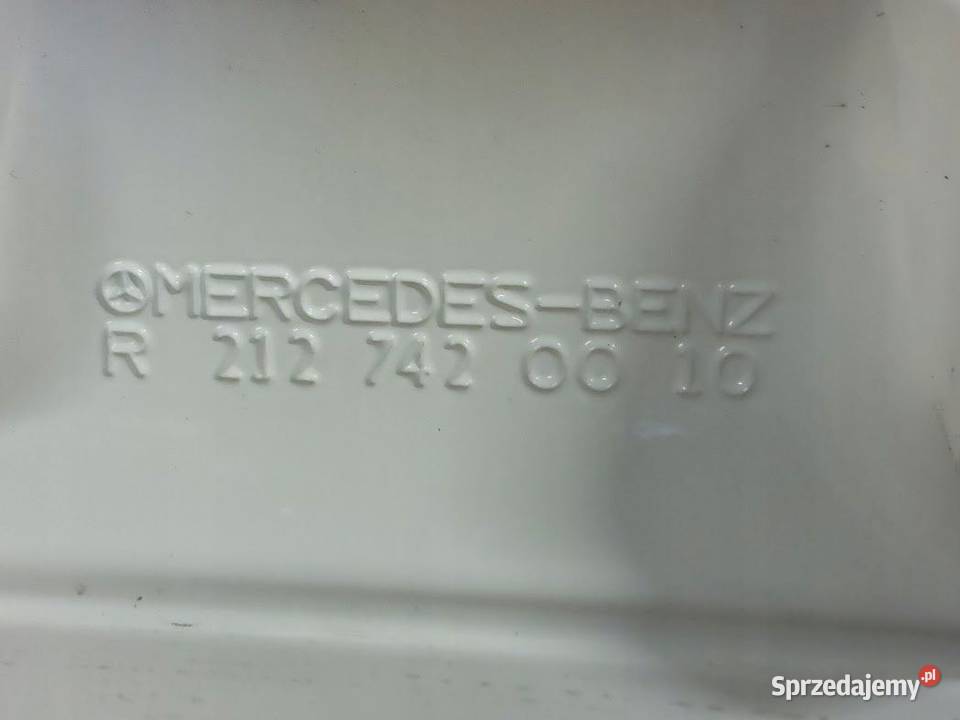 MERCEDES-BENZ
R 212 742 00 10
Sprzedajemy.pl